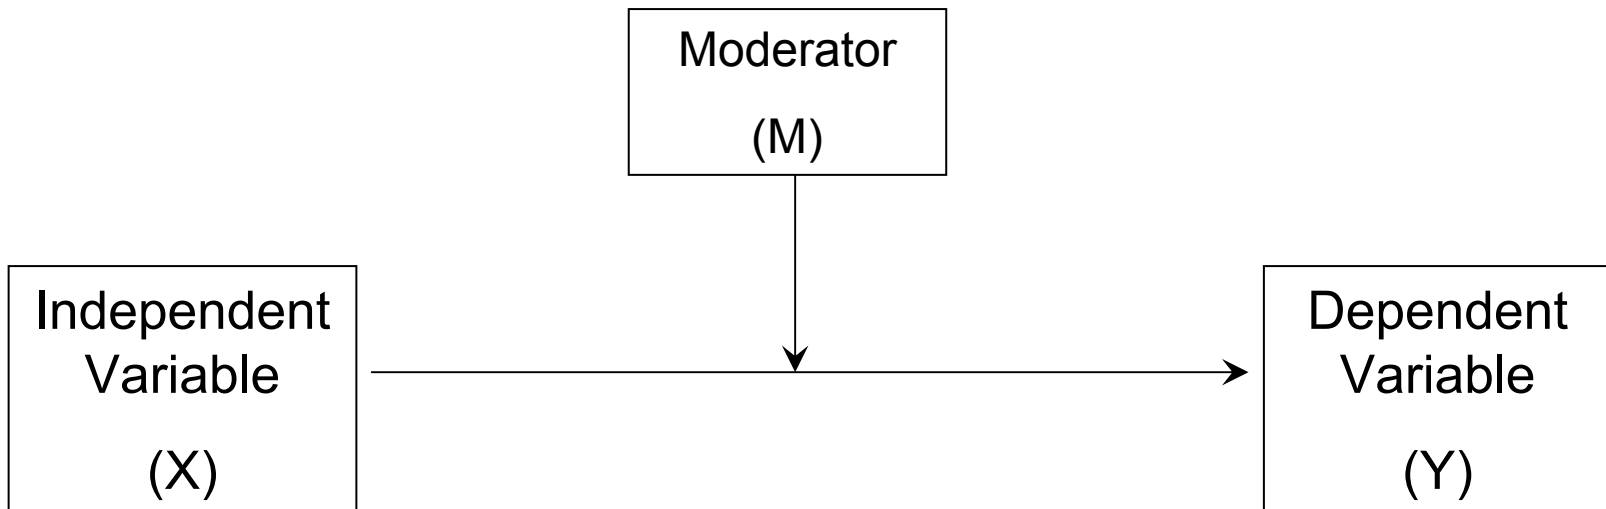 Moderator
(M)
Independent
Variable
(X)
Dependent
Variable
(Y)